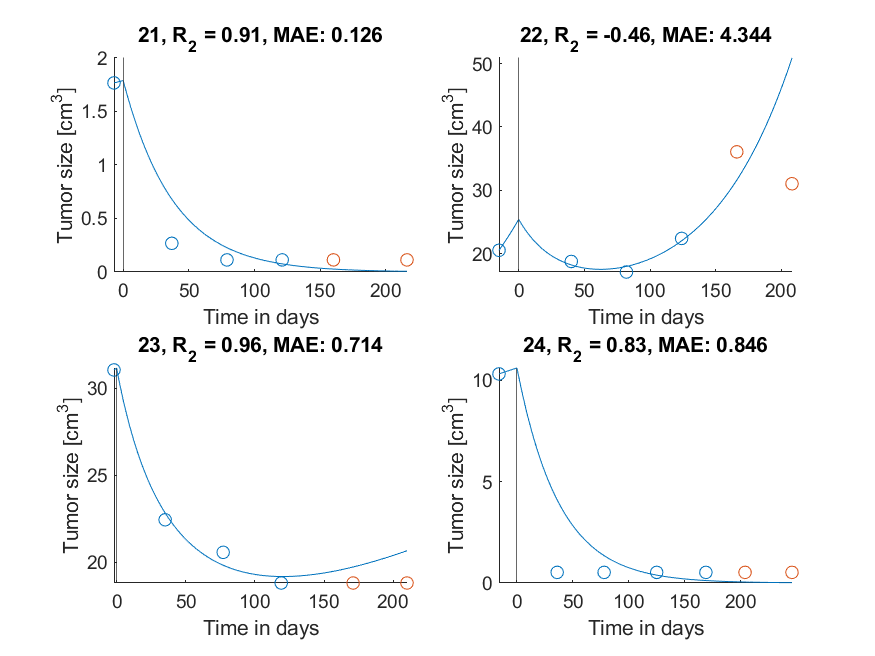 21, R₂ = 0.91, MAE: 0.126
Tumor size [cm³]
2
1.5
1
0.5
0
0 50 100 150 200
Time in days
22, R₂ = -0.46, MAE: 4.344
Tumor size [cm³]
50
40
30
20
0 50 100 150 200
Time in days
23, R₂ = 0.96, MAE: 0.714
Tumor size [cm³]
30
25
20
0 50 100 150 200
Time in days
24, R₂ = 0.83, MAE: 0.846
Tumor size [cm³]
10
5
0
0 50 100 150 200
Time in days